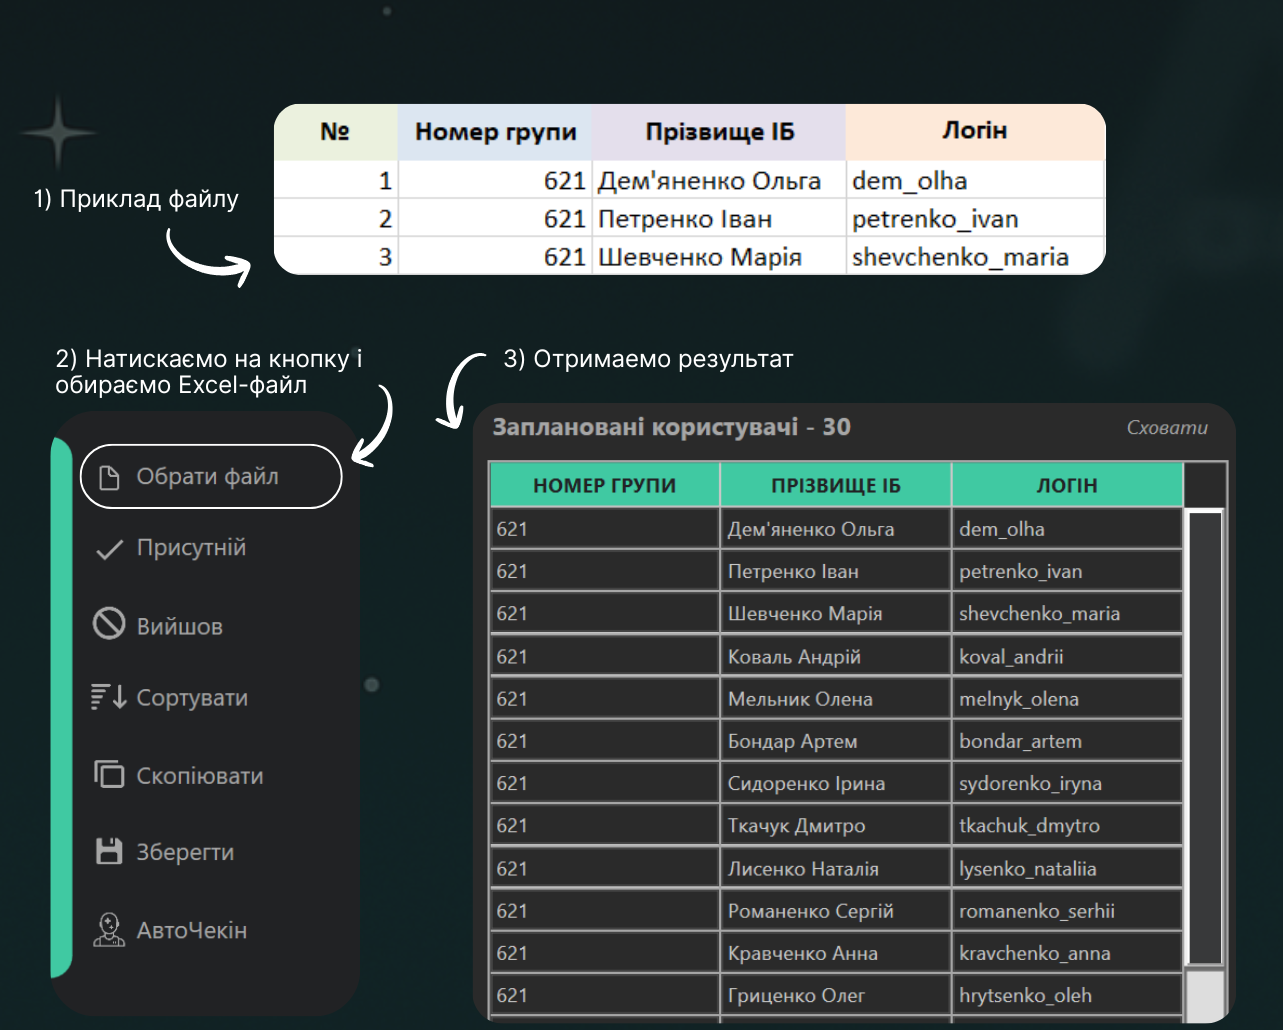 № Номер групи Прізвище ІБ Логін
1 621 Дем'яненко Ольга dem_olha
2 621 Петренко Іван petrenko_ivan
3 621 Шевченко Марія shevchenko_maria
1) Приклад файлу
2) Натискаємо на кнопку і
обираємо Excel-файл
Обрати файл
Присутній
Вийшов
Сортувати
Скопіювати
Зберегти
АвтоЧекін
3) Отримаемо результат
Заплановані користувачі - 30 Сховати
НОМЕР ГРУПИ ПРІЗВИЩЕ ІБ ЛОГІН
621 Дем'яненко Ольга dem_olha
621 Петренко Іван petrenko_ivan
621 Шевченко Марія shevchenko_maria
621 Коваль Андрій koval_andrii
621 Мельник Олена melnyk_olena
621 Бондар Артем bondar_artem
621 Сидоренко Ірина sydorenko_iryna
621 Ткачук Дмитро tkachuk_dmytro
621 Лисенко Наталія lysenko_nataliia
621 Романенко Сергій romanenko_serhii
621 Кравченко Анна kravchenko_anna
621 Гриценко Олег hrytsenko_oleh